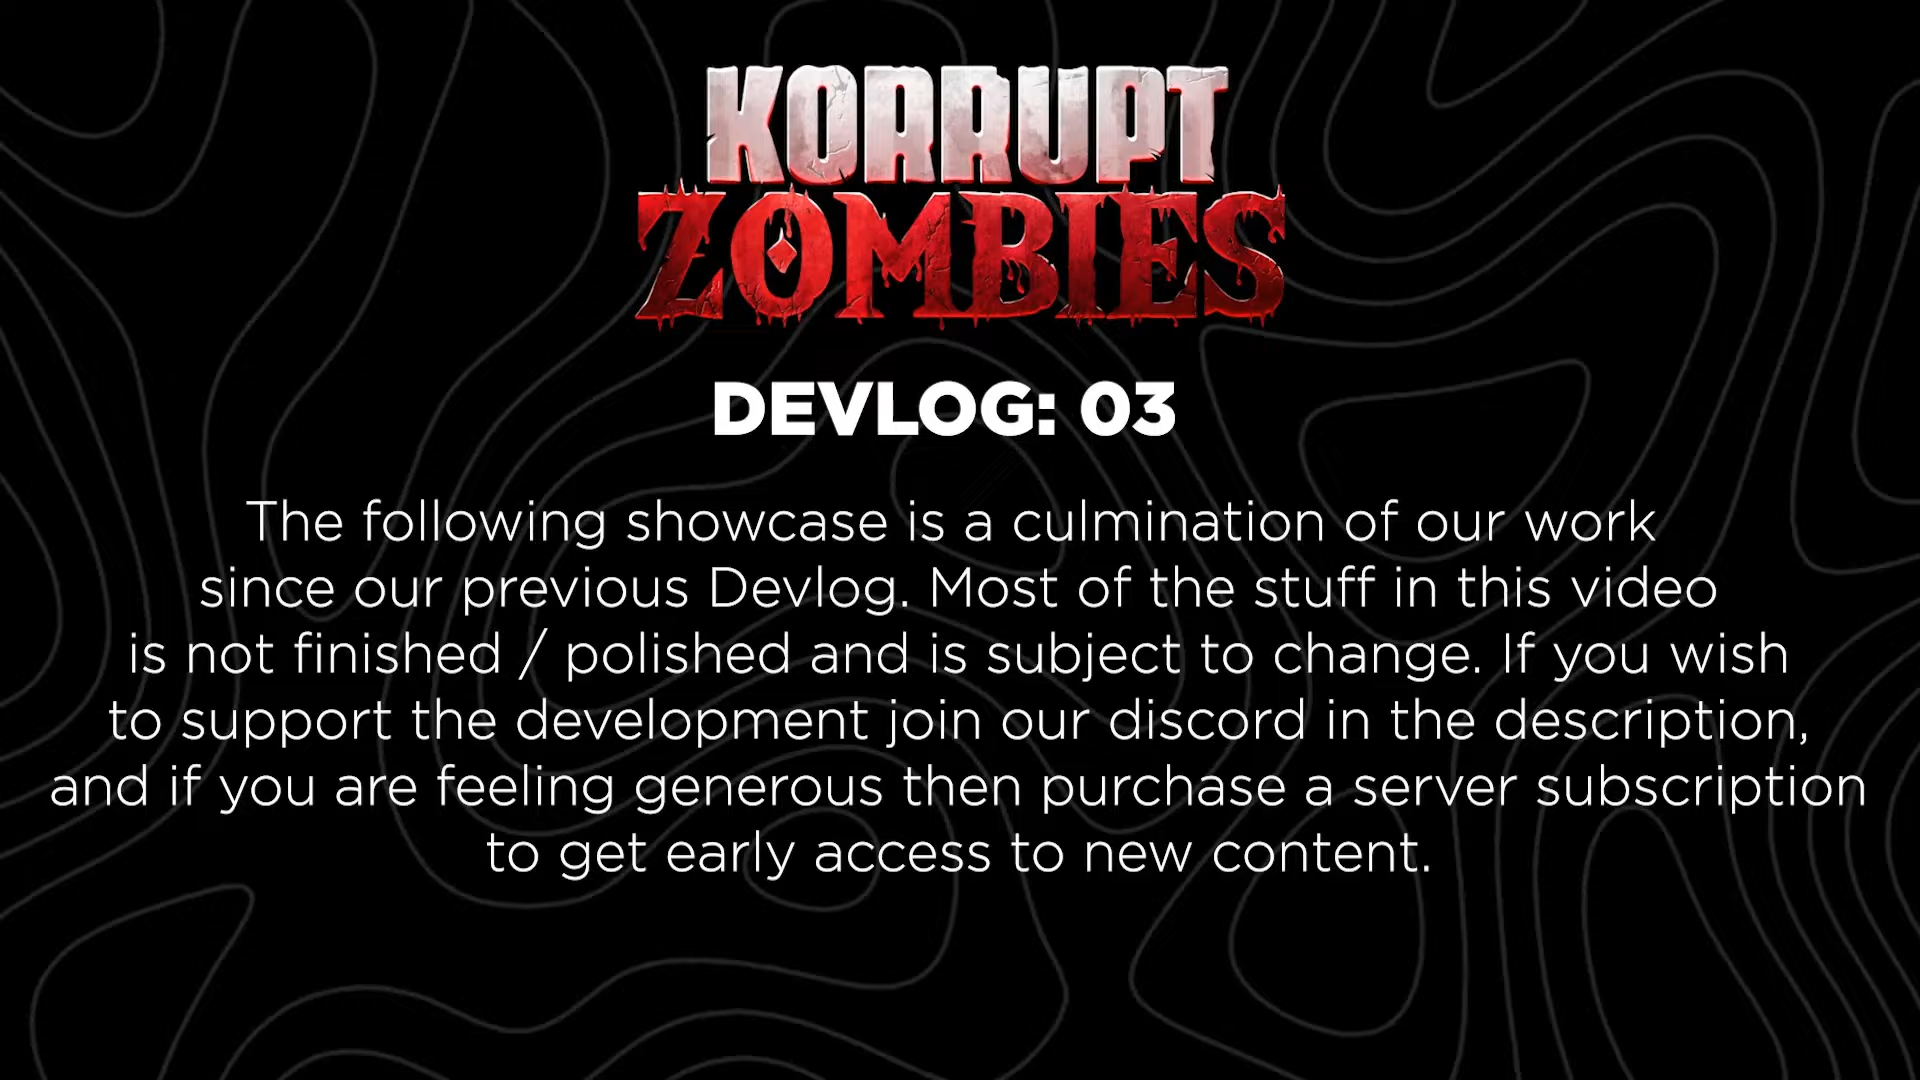 KORRUPT
ZOMBIES
DEVLOG: 03
The following showcase is a culmination of our work
since our previous Devlog. Most of the stuff in this video
is not finished / polished and is subject to change. If you wish
to support the development join our discord in the description,
and if you are feeling generous then purchase a server subscription
to get early access to new content.